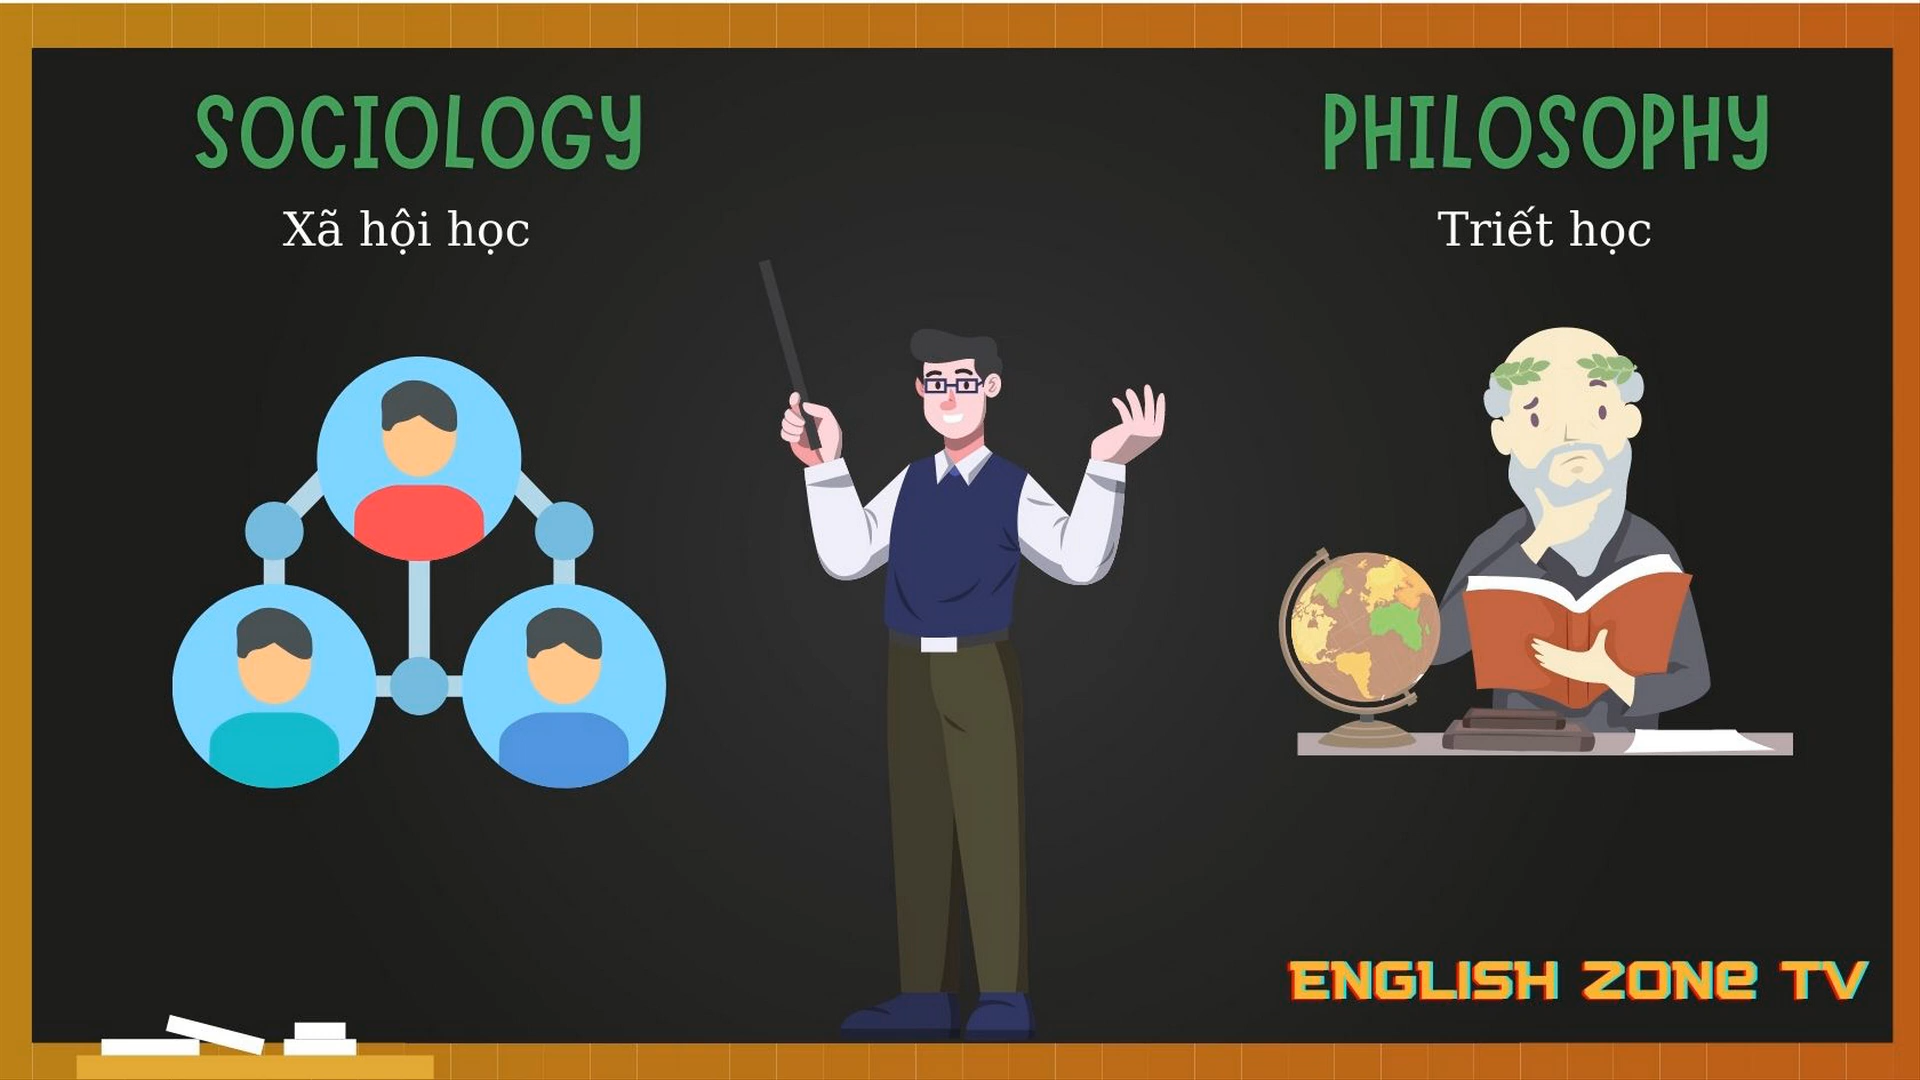 SOCIOLOGY
Xã hội học
PHILOSOPHY
Triết học
ENGLISH ZONE TV